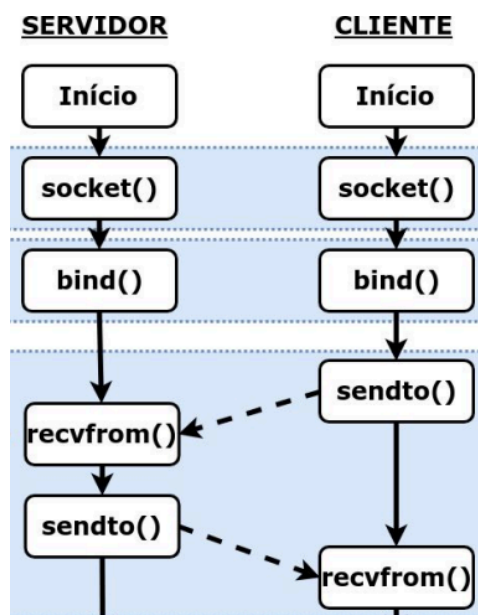 SERVIDOR
CLIENTE
Início
Início
socket()
socket()
bind()
bind()
sendto()
recvfrom()
sendto()
recvfrom()